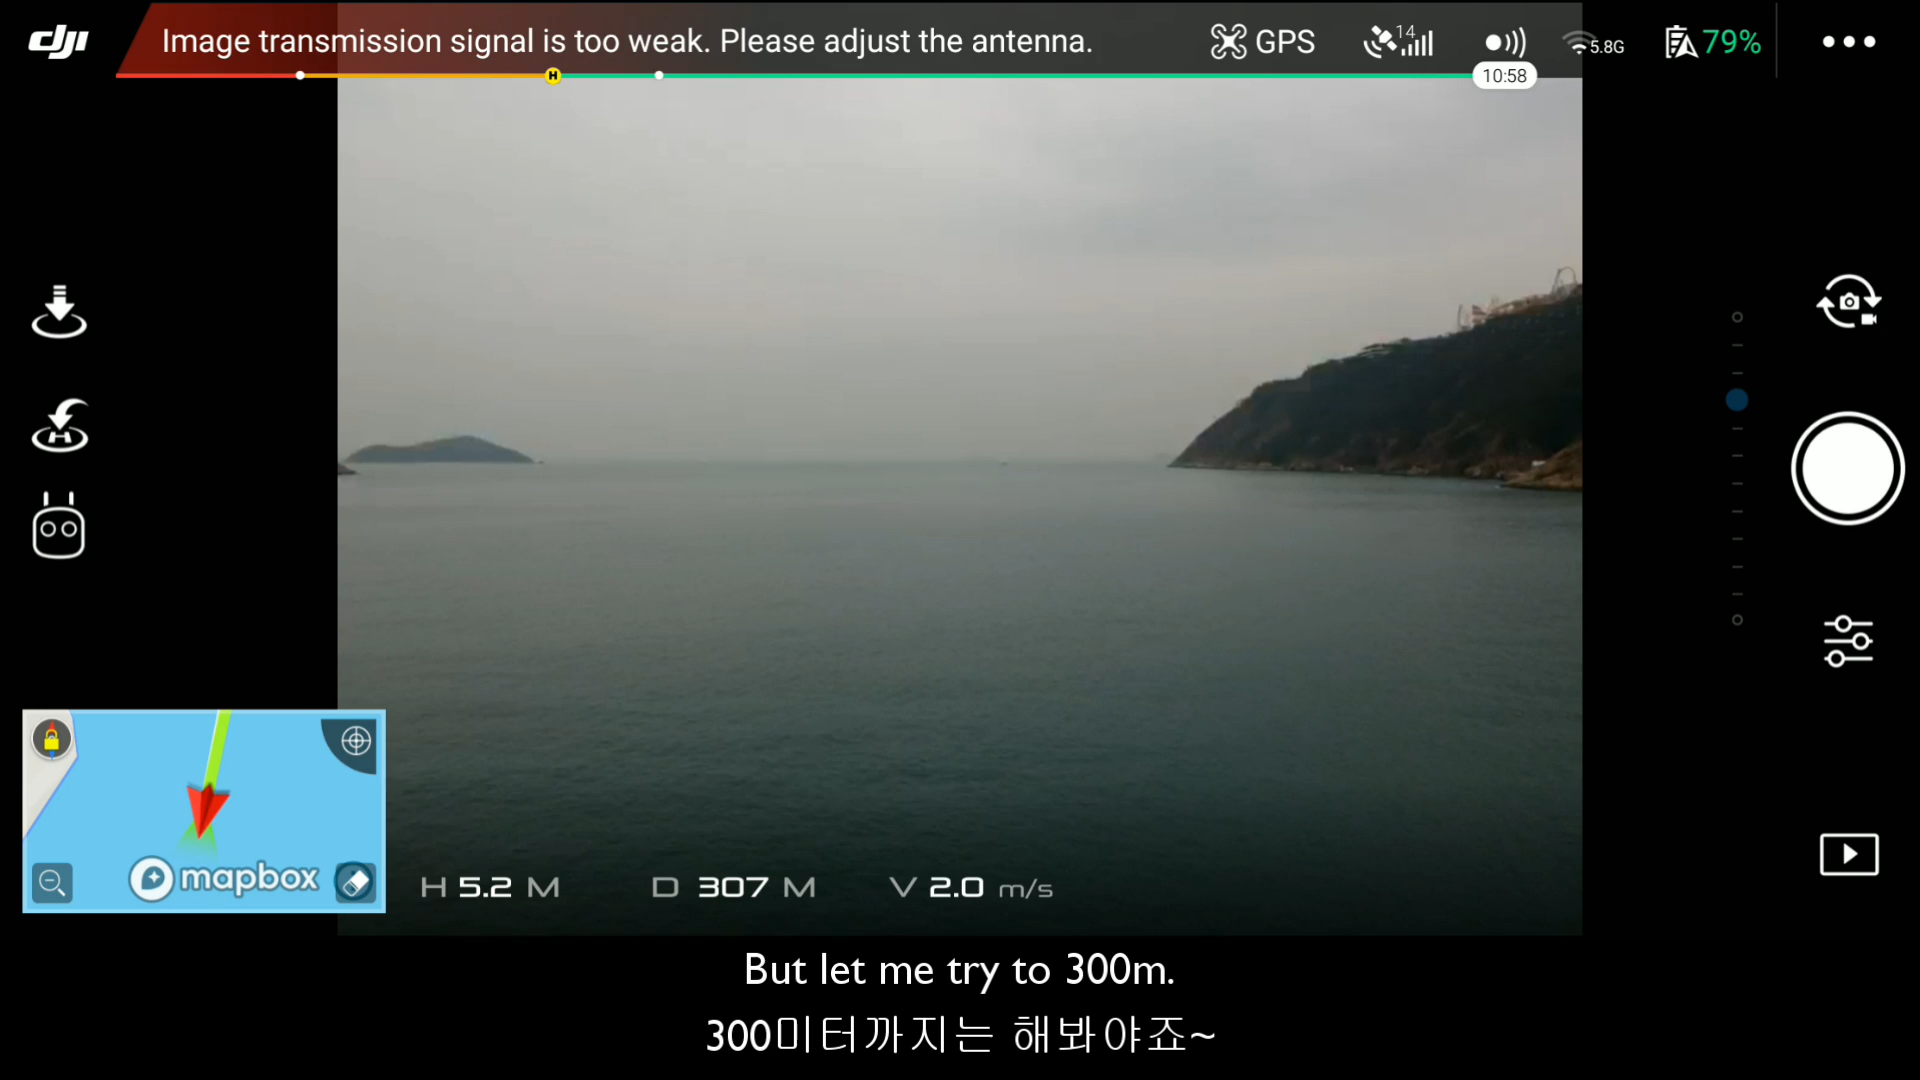 dji
Image transmission signal is too weak. Please adjust the antenna.
GPS
14
5.8G
79%
H
10:58
mapbox
H 5.2 M
D 307 M
V 2.0 m/s
But let me try to 300m.
300미터까지는 해봐야죠~